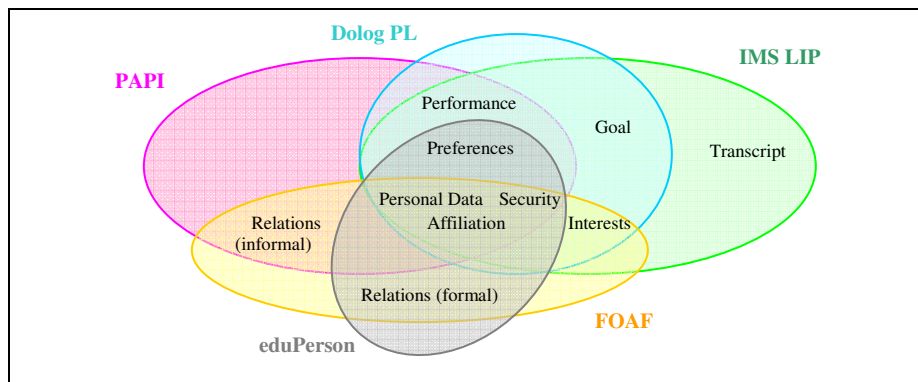 Dolog PL
IMS LIP
PAPI
Performance
Goal
Preferences
Transcript
Personal Data
Security
Affiliation
Relations
(informal)
Interests
Relations (formal)
FOAF
eduPerson